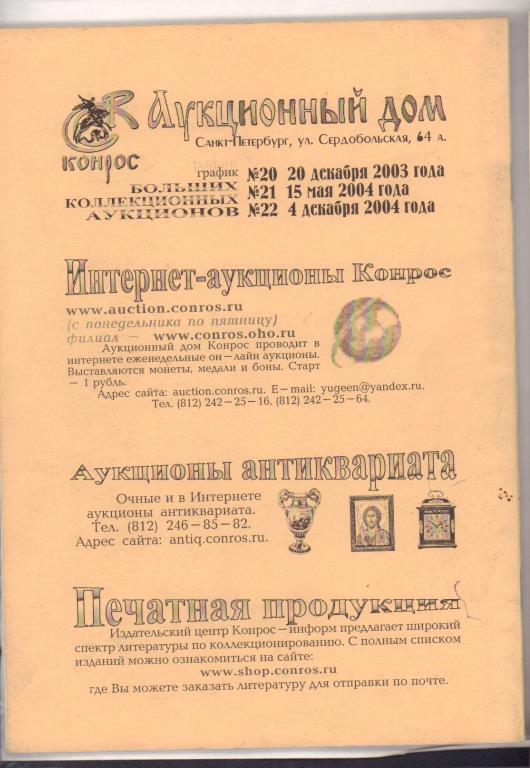 CR Аукционный дом
Санкт-Петербург, ул. Сердобольская, 64 а.
конрос
график
БОЛЬШИХ
КОЛЛЕКЦИОННЫХ
АУКЦИОНОВ
№20 20 декабря 2003 года
№21 15 мая 2004 года
№22 4 декабря 2004 года
Интернет-аукционы Конрос
www.auction.conros.ru
(с понедельника по пятницу)
филиал — www.conros.oho.ru
Аукционный дом Конрос проводит в
интернете еженедельные он — лайн аукционы.
Выставляются монеты, медали и боны. Старт
— 1 рубль.
Адрес сайта: auction.conros.ru. E — mail: yugeen@yandex.ru.
Тел. (812) 242 — 25 — 16, (812) 242 — 25 — 64.
Аукционы антиквариата
Очные и в Интернете
аукционы антиквариата.
Тел. (812) 246 — 85 — 82.
Адрес сайта: antiq.conros.ru.
Печатная продукция
Издательский центр Конрос — информ предлагает широкий
спектр литературы по коллекционированию. С полным списком
изданий можно ознакомиться на сайте:
www.shop.conros.ru
где Вы можете заказать литературу для отправки по почте.